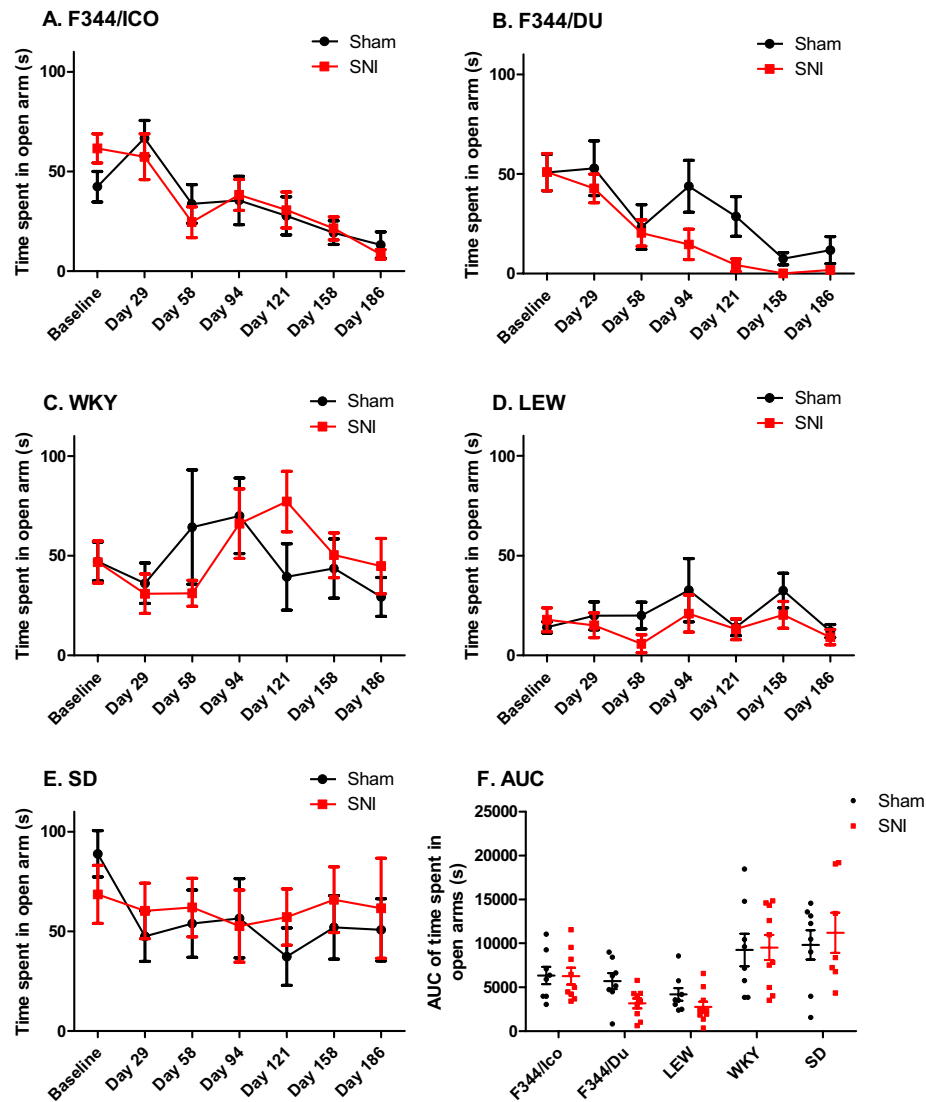 A. F344/ICO
Sham
SNI
Time spent in open arm (s)
100
50
0
Baseline
Day 29
Day 58
Day 94
Day 121
Day 158
Day 186
B. F344/DU
Sham
SNI
Time spent in open arm (s)
100
50
0
Baseline
Day 29
Day 58
Day 94
Day 121
Day 158
Day 186
C. WKY
Sham
SNI
Time spent in open arm (s)
100
50
0
Baseline
Day 29
Day 58
Day 94
Day 121
Day 158
Day 186
D. LEW
Sham
SNI
Time spent in open arm (s)
100
50
0
Baseline
Day 29
Day 58
Day 94
Day 121
Day 158
Day 186
E. SD
Sham
SNI
Time spent in open arm (s)
100
50
0
Baseline
Day 29
Day 58
Day 94
Day 121
Day 158
Day 186
F. AUC
Sham
SNI
AUC of time spent in
open arms (s)
25000
20000
15000
10000
5000
0
F344/Ico
F344/Du
LEW
WKY
SD